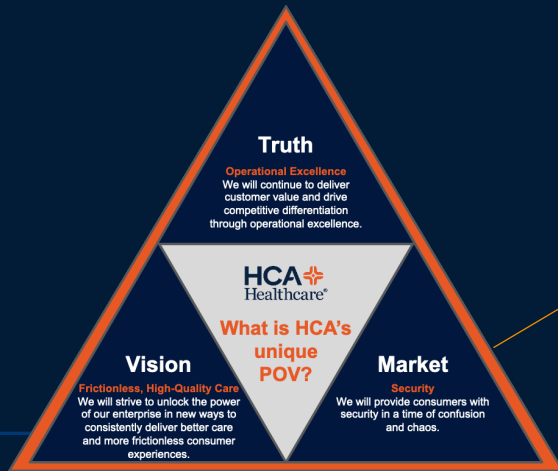 Truth
Operational Excellence
We will continue to deliver
customer value and drive
competitive differentiation
through operational excellence.
HCA
Healthcare®
What is HCA's
unique
POV?
Vision
Frictionless, High-Quality Care
We will strive to unlock the power
of our enterprise in new ways to
consistently deliver better care
and more frictionless consumer
experiences.
Market
Security
We will provide consumers with
security in a time of confusion
and chaos.